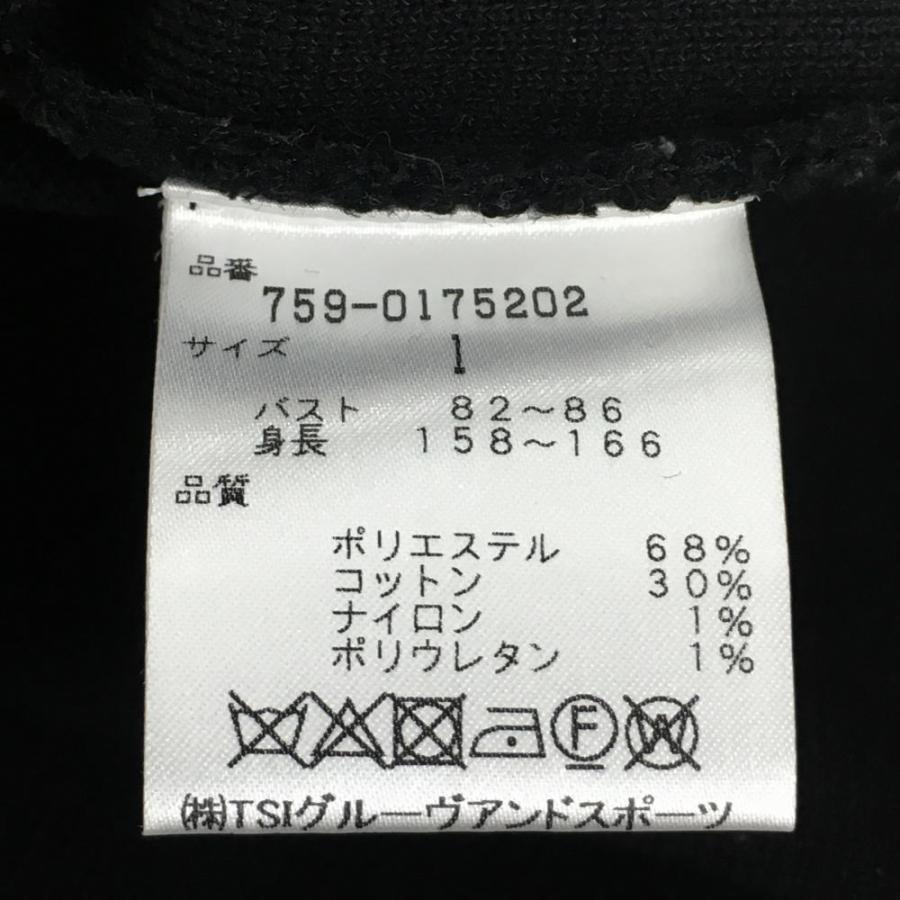 品番
759-0175202
サイズ 1
バスト 82～86
身長 158～166
品質
ポリエステル 68%
コットン 30%
ナイロン 1%
ポリウレタン 1%
F W
(株)TSIグルーヴアンドスポーツ